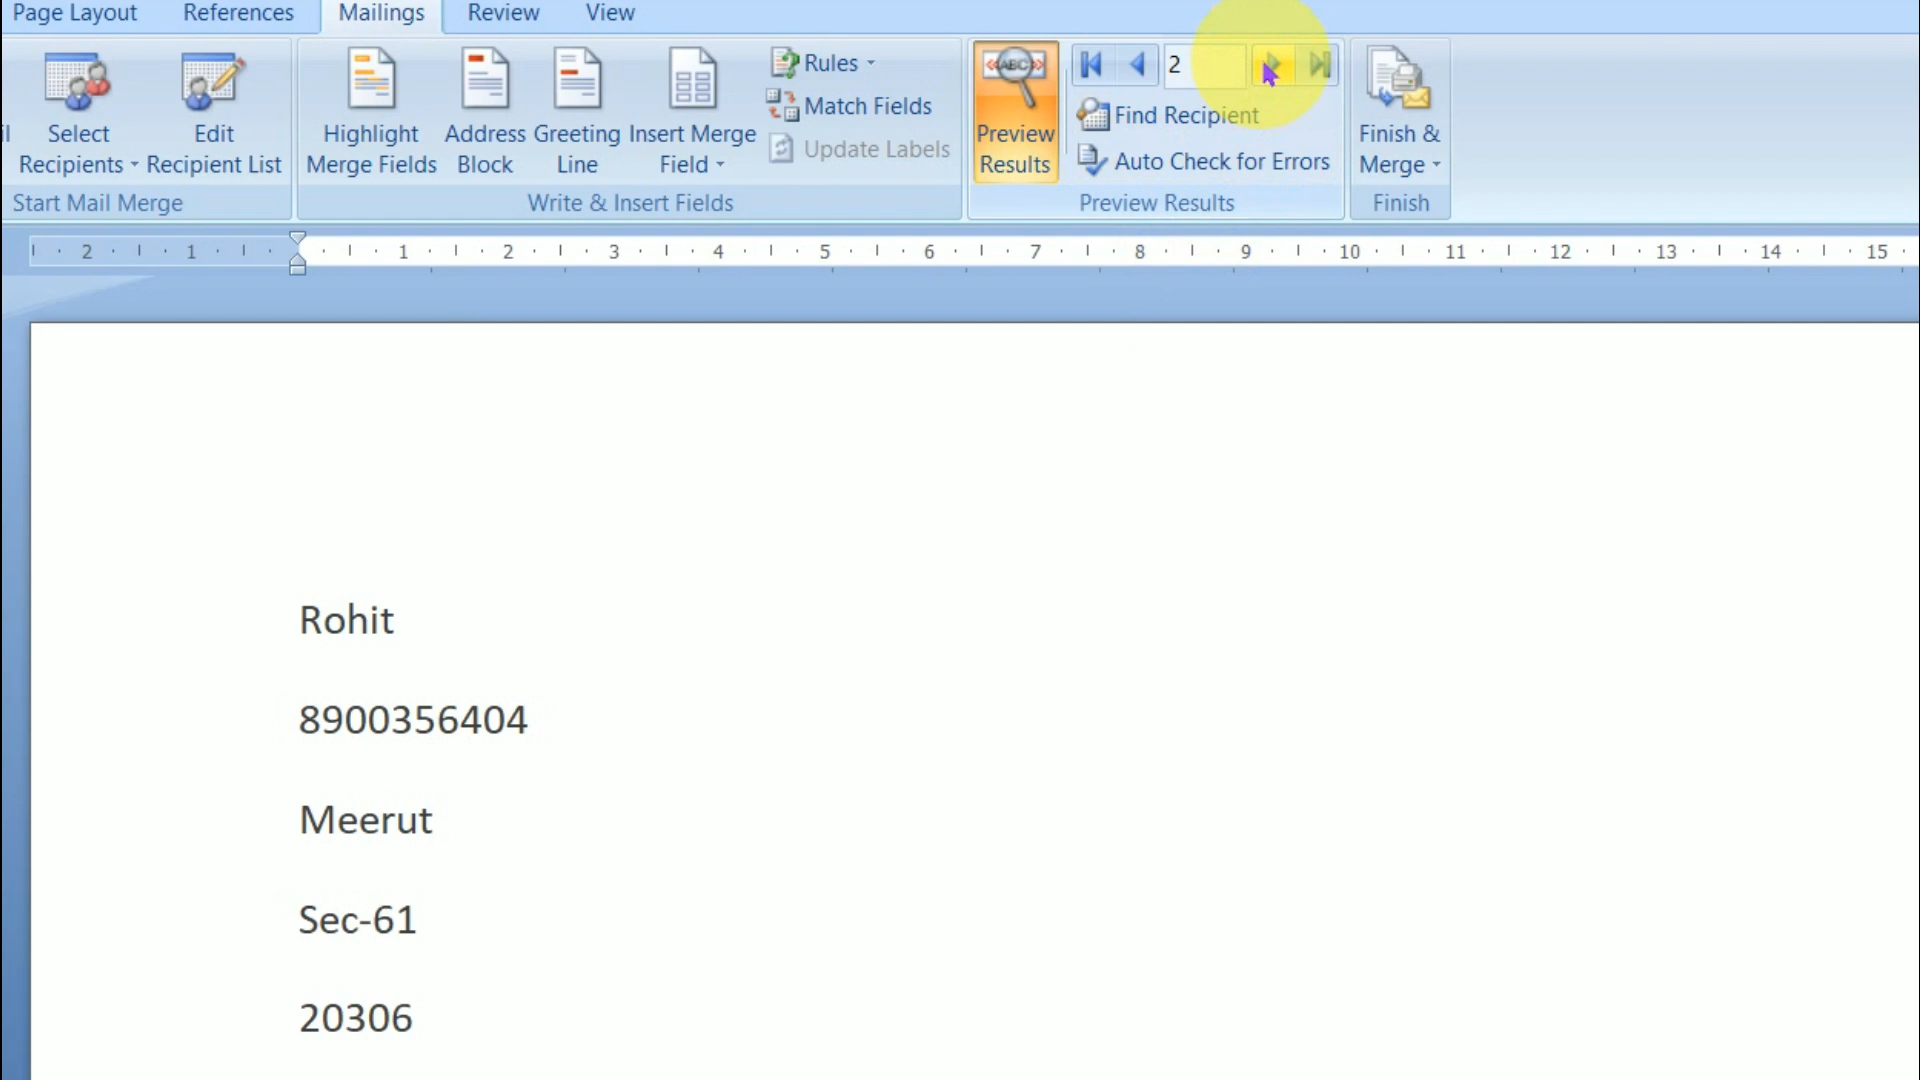 Page Layout References Mailings Review View
Select Recipients
Edit Recipient List
Start Mail Merge
Highlight Merge Fields
Address Block
Greeting Line
Insert Merge Field
Rules
Match Fields
Update Labels
Write & Insert Fields
«ABC»
Preview Results
2
Find Recipient
Auto Check for Errors
Preview Results
Finish & Merge
Finish
2 1 1 2 3 4 5 6 7 8 9 10 11 12 13 14 15
Rohit
8900356404
Meerut
Sec-61
20306